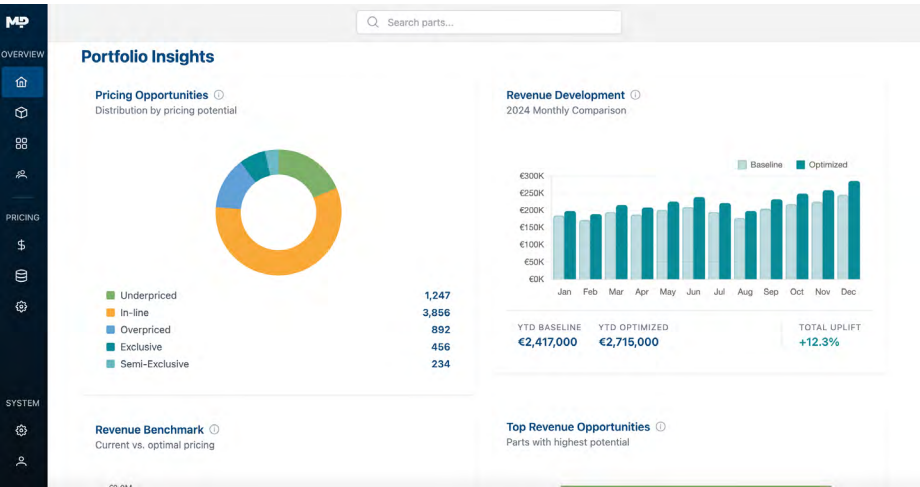 MP
Search parts...
OVERVIEW
PRICING
SYSTEM
Portfolio Insights
Pricing Opportunities
Distribution by pricing potential
Underpriced 1,247
In-line 3,856
Overpriced 892
Exclusive 456
Semi-Exclusive 234
Revenue Development
2024 Monthly Comparison
Baseline Optimized
€300K
€250K
€200K
€150K
€100K
€50K
€0K
Jan Feb Mar Apr May Jun Jul Aug Sep Oct Nov Dec
YTD BASELINE YTD OPTIMIZED TOTAL UPLIFT
€2,417,000 €2,715,000 +12.3%
Revenue Benchmark
Current vs. optimal pricing
Top Revenue Opportunities
Parts with highest potential